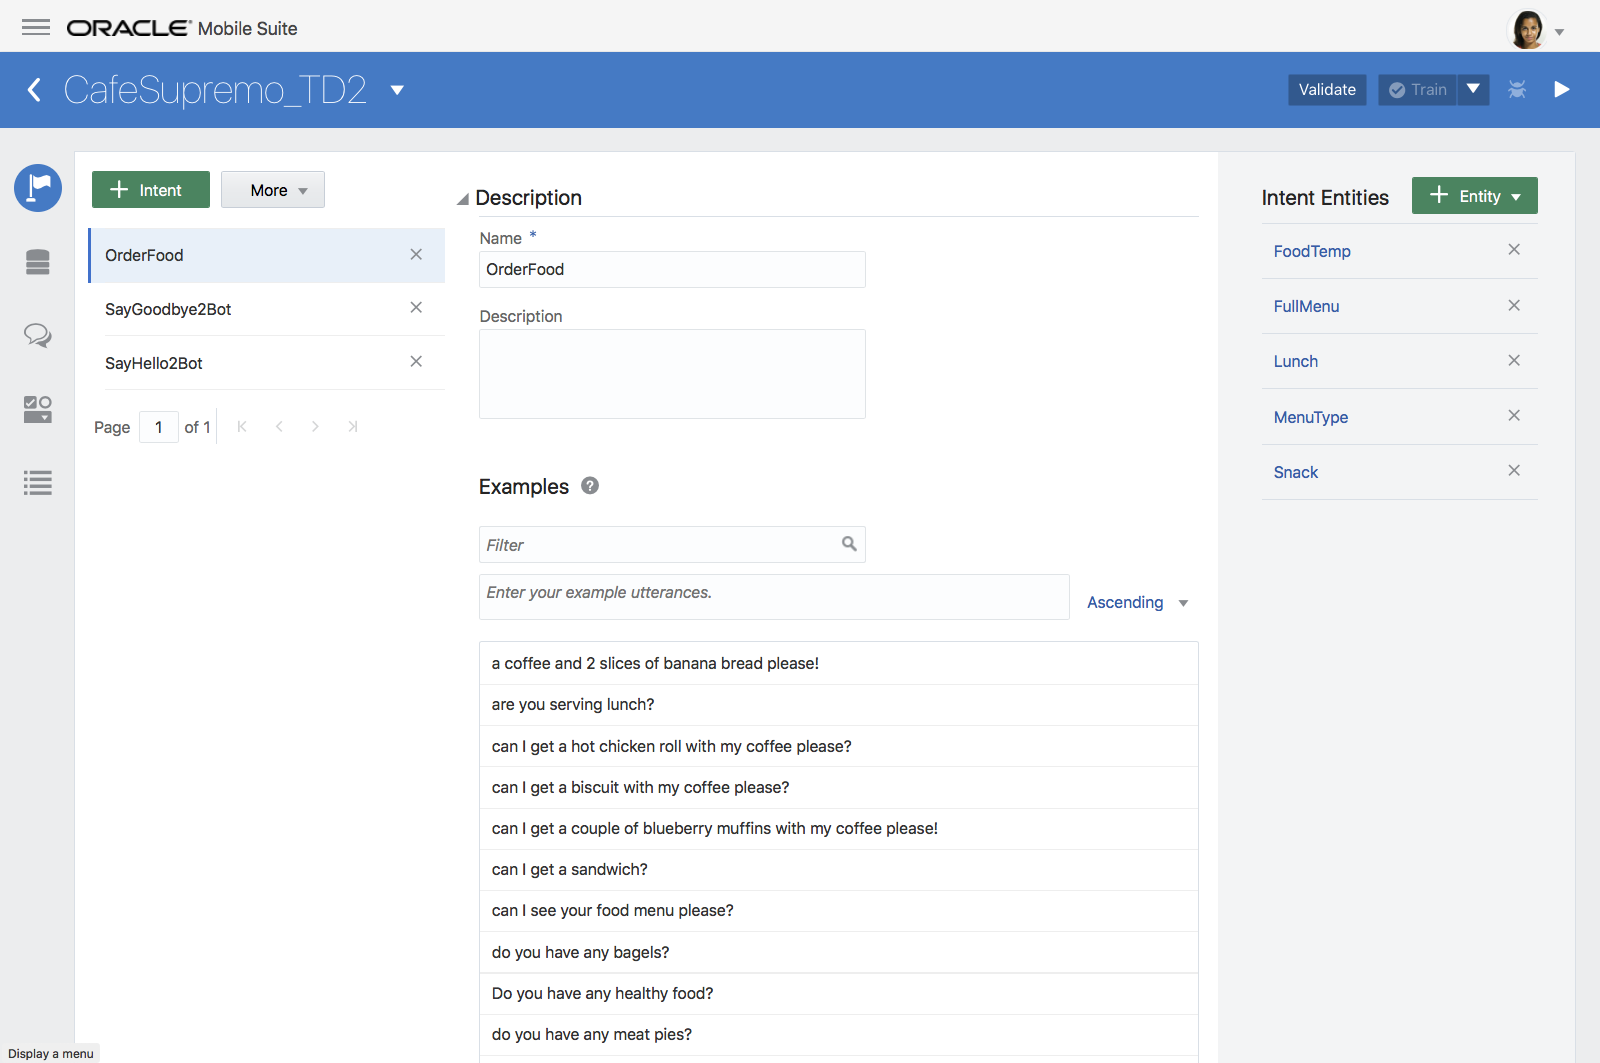 ORACLE® Mobile Suite
CafeSupremo_TD2
Validate
Train
Intent
More
OrderFood
SayGoodbye2Bot
SayHello2Bot
Page 1 of 1
Description
Name *
OrderFood
Description
Examples ?
Filter
Enter your example utterances.
Ascending
a coffee and 2 slices of banana bread please!
are you serving lunch?
can I get a hot chicken roll with my coffee please?
can I get a biscuit with my coffee please?
can I get a couple of blueberry muffins with my coffee please!
can I get a sandwich?
can I see your food menu please?
do you have any bagels?
Do you have any healthy food?
do you have any meat pies?
Intent Entities
Entity
FoodTemp
FullMenu
Lunch
MenuType
Snack
Display a menu